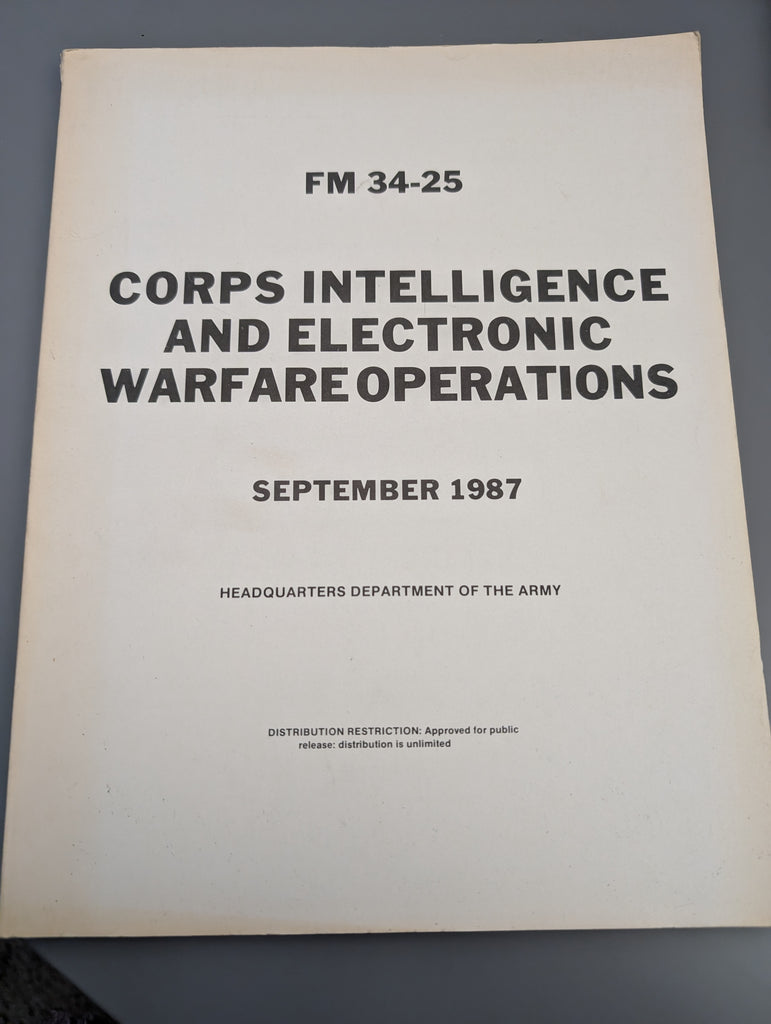 FM 34-25
CORPS INTELLIGENCE
AND ELECTRONIC
WARFARE OPERATIONS
SEPTEMBER 1987
HEADQUARTERS DEPARTMENT OF THE ARMY
DISTRIBUTION RESTRICTION: Approved for public
release: distribution is unlimited